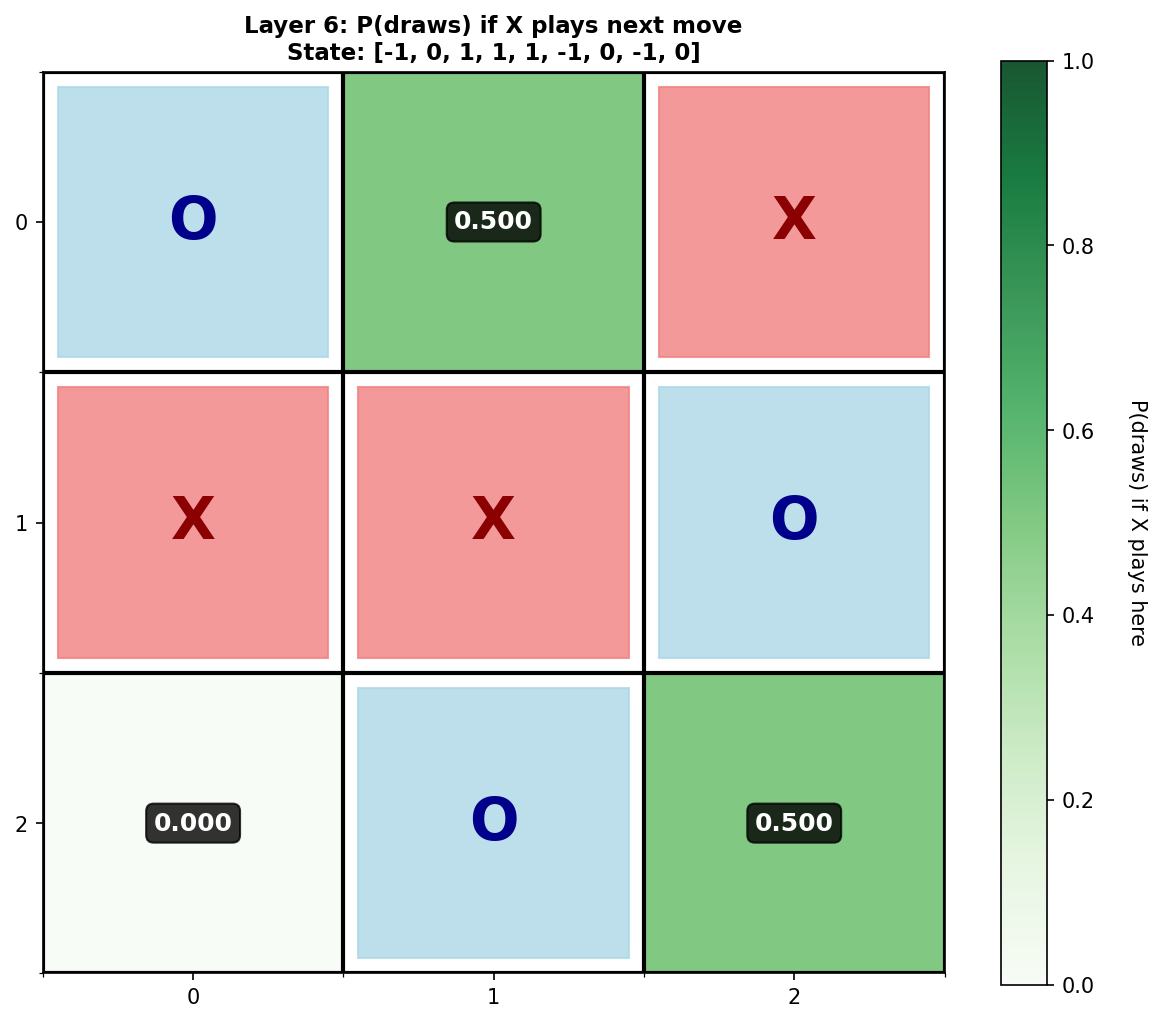 Layer 6: P(draws) if X plays next move
State: [-1, 0, 1, 1, 1, -1, 0, -1, 0]
O
0.500
X
0
X
X
O
1
0.000
O
0.500
2
0
1
2
1.0
0.8
0.6
0.4
0.2
0.0
P(draws) if X plays here